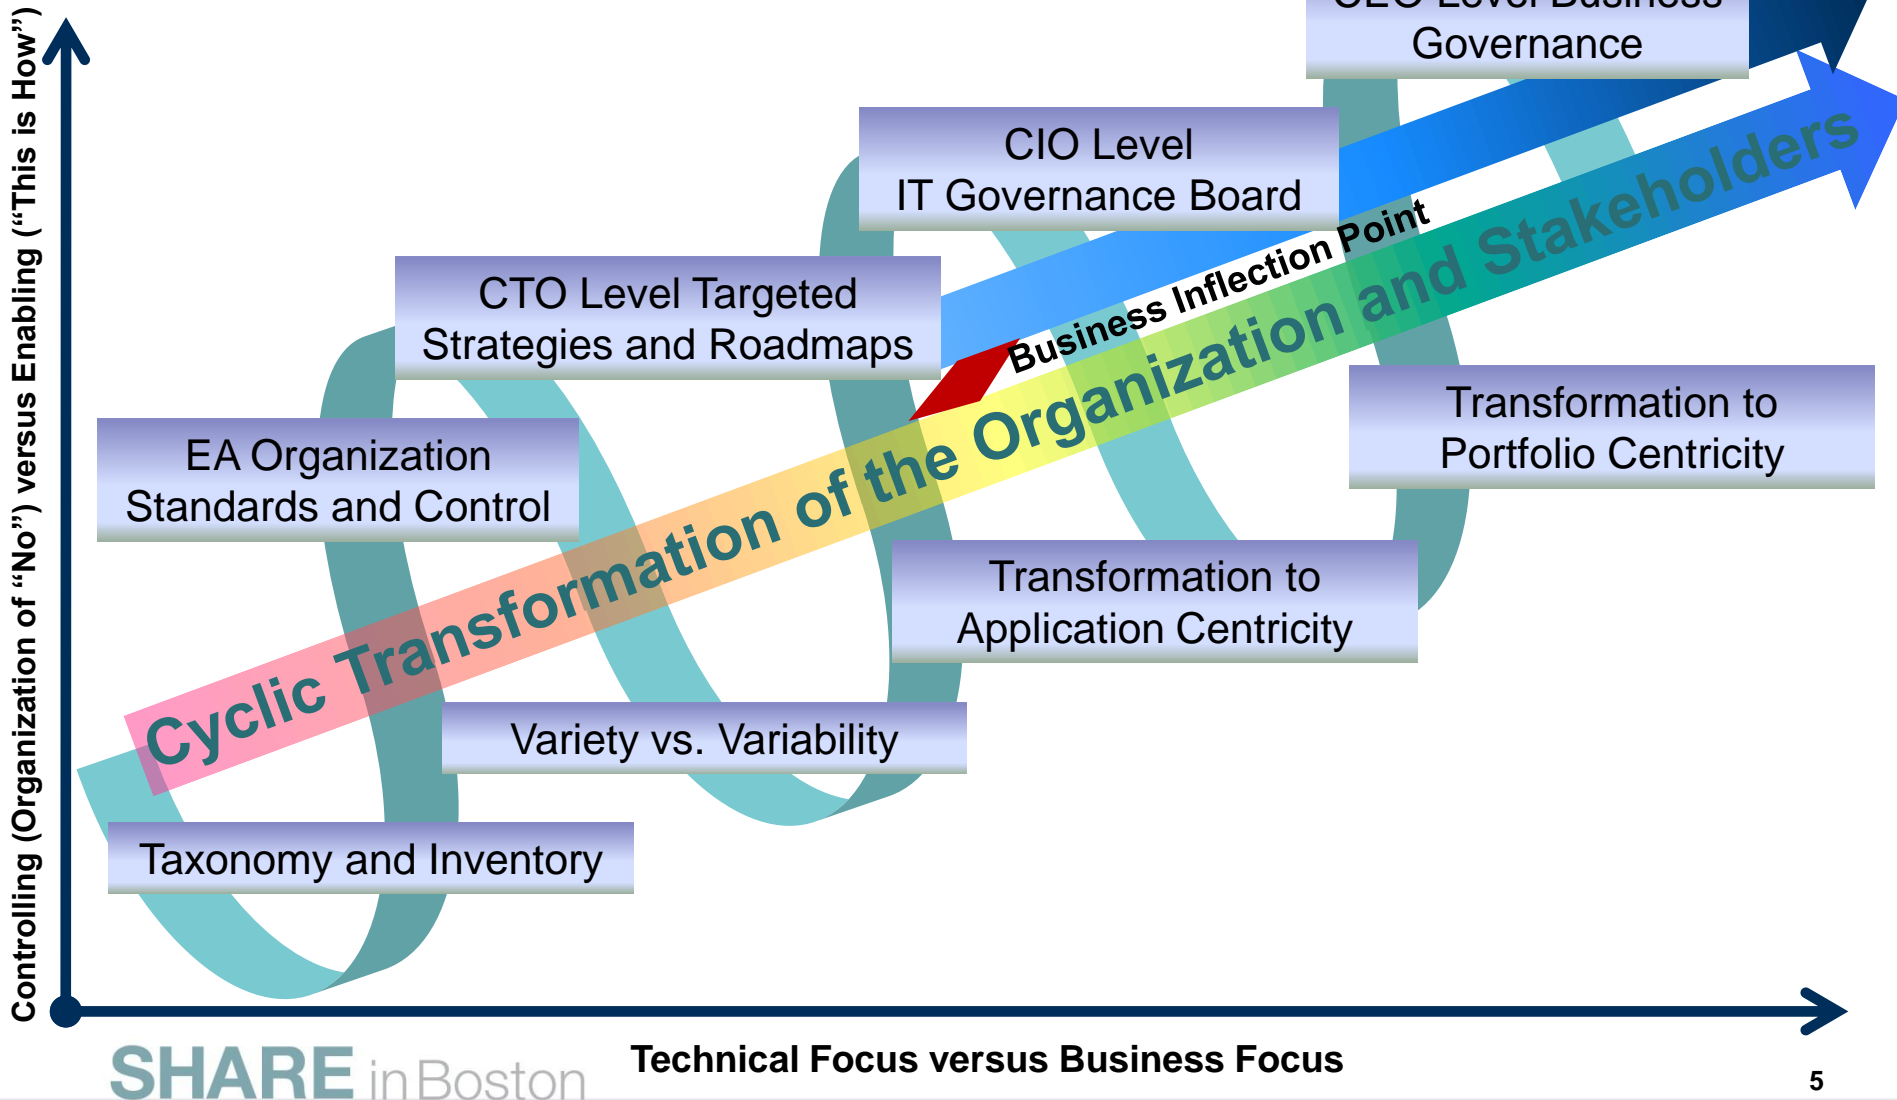 CEO Level Business
Governance
CIO Level
IT Governance Board
CTO Level Targeted
Strategies and Roadmaps
EA Organization
Standards and Control
Business Inflection Point
Cyclic Transformation of the Organization and Stakeholders
Transformation to
Portfolio Centricity
Transformation to
Application Centricity
Variety vs. Variability
Taxonomy and Inventory
Controlling (Organization of “No”) versus Enabling (“This is How”)
Technical Focus versus Business Focus
SHARE in Boston
5